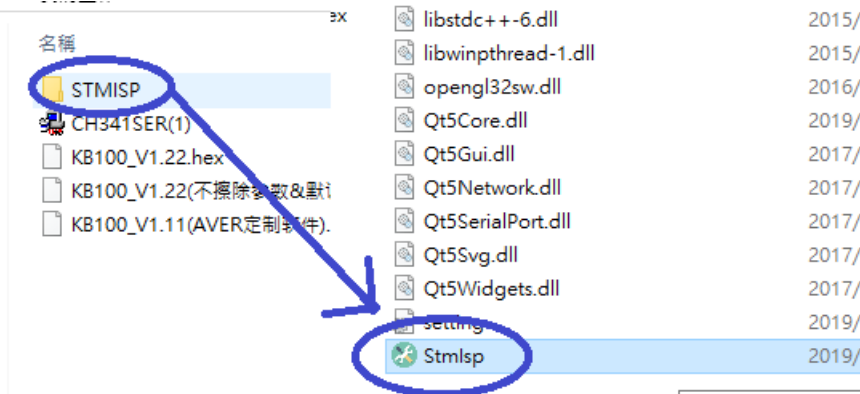 名稱
STMISP
CH341SER(1)
KB100_V1.22.hex
KB100_V1.22(不擦除參數&默
KB100_V1.11(AVER定制软件).
ex
libstdc++-6.dll
2015/
libwinpthread-1.dll
2015/
opengl32sw.dll
2016/
Qt5Core.dll
2019/
Qt5Gui.dll
2017/
Qt5Network.dll
2017/
Qt5SerialPort.dll
2017/
Qt5Svg.dll
2017/
Qt5Widgets.dll
2017/
setting
2019/
StmIsp
2019/